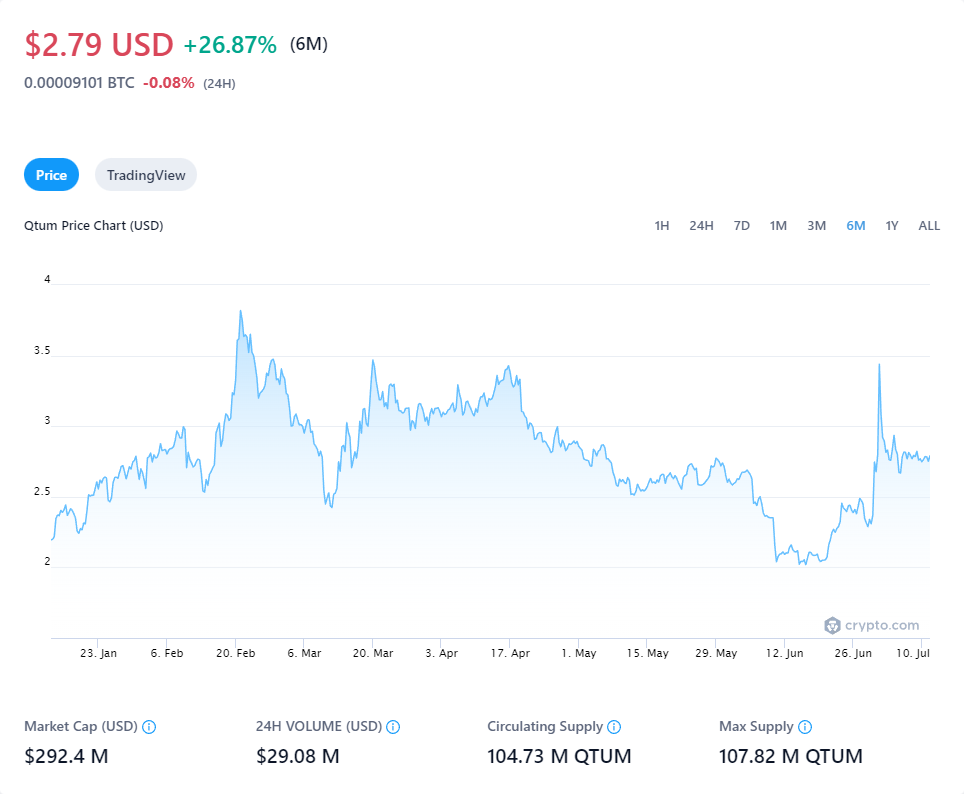 $2.79 USD +26.87% (6M)
0.00009101 BTC -0.08% (24H)
Price TradingView
Qtum Price Chart (USD) 1H 24H 7D 1M 3M 6M 1Y ALL
4
3.5
3
2.5
2
crypto.com
23. Jan 6. Feb 20. Feb 6. Mar 20. Mar 3. Apr 17. Apr 1. May 15. May 29. May 12. Jun 26. Jun 10. Jul
Market Cap (USD) 24H VOLUME (USD) Circulating Supply Max Supply
$292.4 M $29.08 M 104.73 M QTUM 107.82 M QTUM